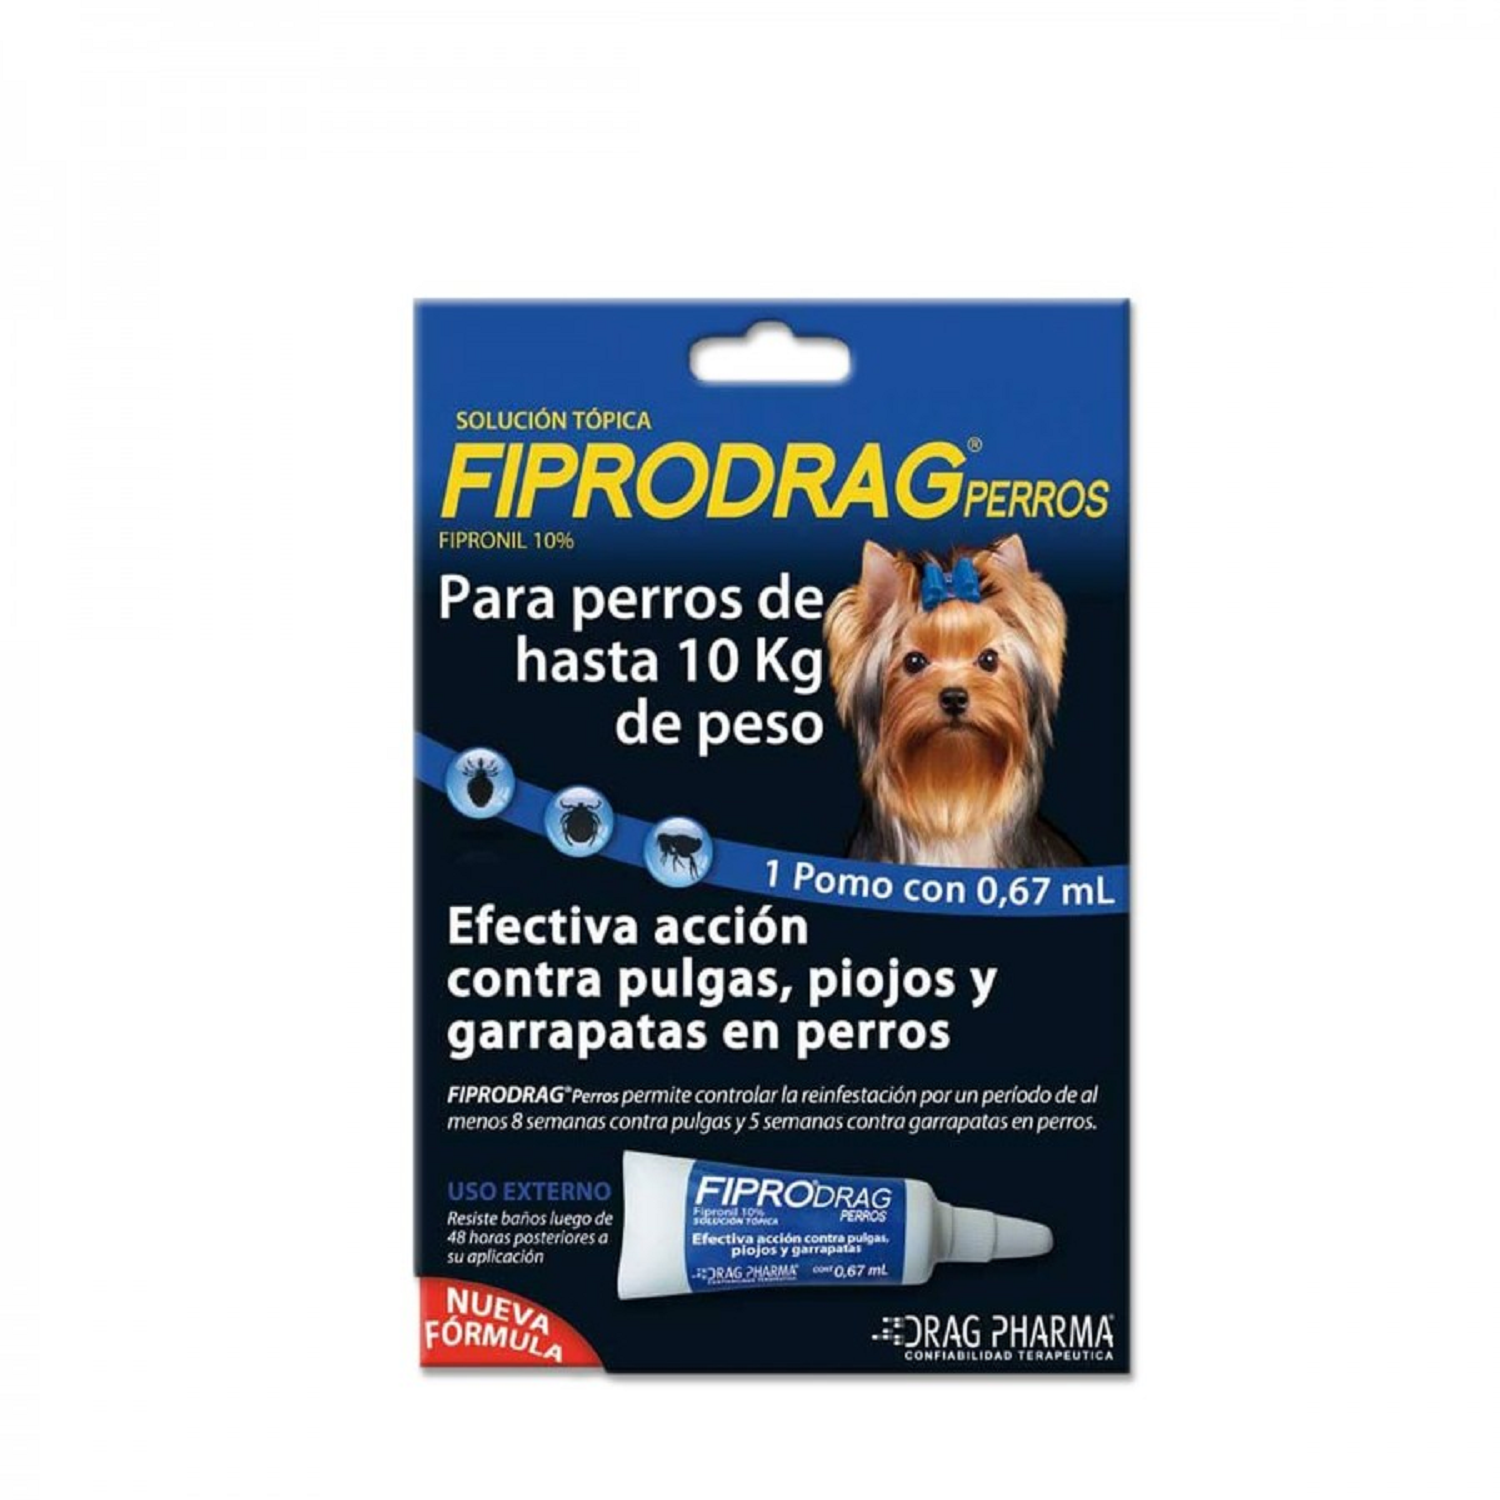 SOLUCIÓN TÓPICA
FIPRODRAG® PERROS
FIPRONIL 10%
Para perros de
hasta 10 Kg
de peso
1 Pomo con 0,67 mL
Efectiva acción
contra pulgas, piojos y
garrapatas en perros
FIPRODRAG® Perros permite controlar la reinfestación por un período de al
menos 8 semanas contra pulgas y 5 semanas contra garrapatas en perros.
USO EXTERNO
Resiste baños luego de
48 horas posteriores a
su aplicación
FIPRODRAG
PERROS
Fipronil 10%
SOLUCIÓN TÓPICA
Efectiva acción contra pulgas,
piojos y garrapatas
DRAG PHARMA
CONT 0,67 mL
NUEVA
FÓRMULA
DRAG PHARMA
CONFIABILIDAD TERAPEUTICA